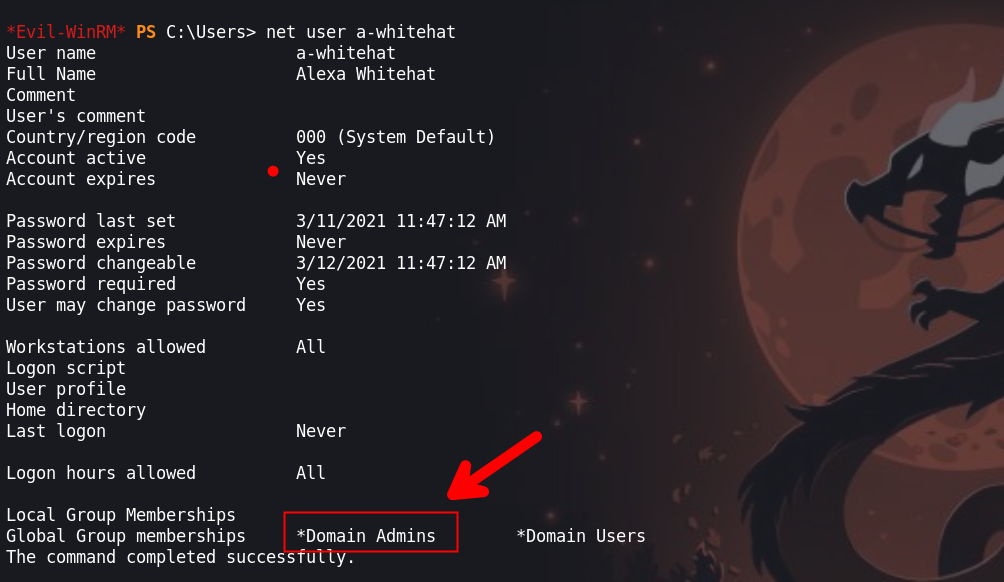 *Evil-WinRM* PS C:\Users> net user a-whitehat
User name                    a-whitehat
Full Name                    Alexa Whitehat
Comment
User's comment
Country/region code          000 (System Default)
Account active               Yes
Account expires              Never
Password last set            3/11/2021 11:47:12 AM
Password expires             Never
Password changeable          3/12/2021 11:47:12 AM
Password required            Yes
User may change password     Yes
Workstations allowed         All
Logon script
User profile
Home directory
Last logon                   Never
Logon hours allowed          All
Local Group Memberships
Global Group memberships     *Domain Admins        *Domain Users
The command completed successfully.